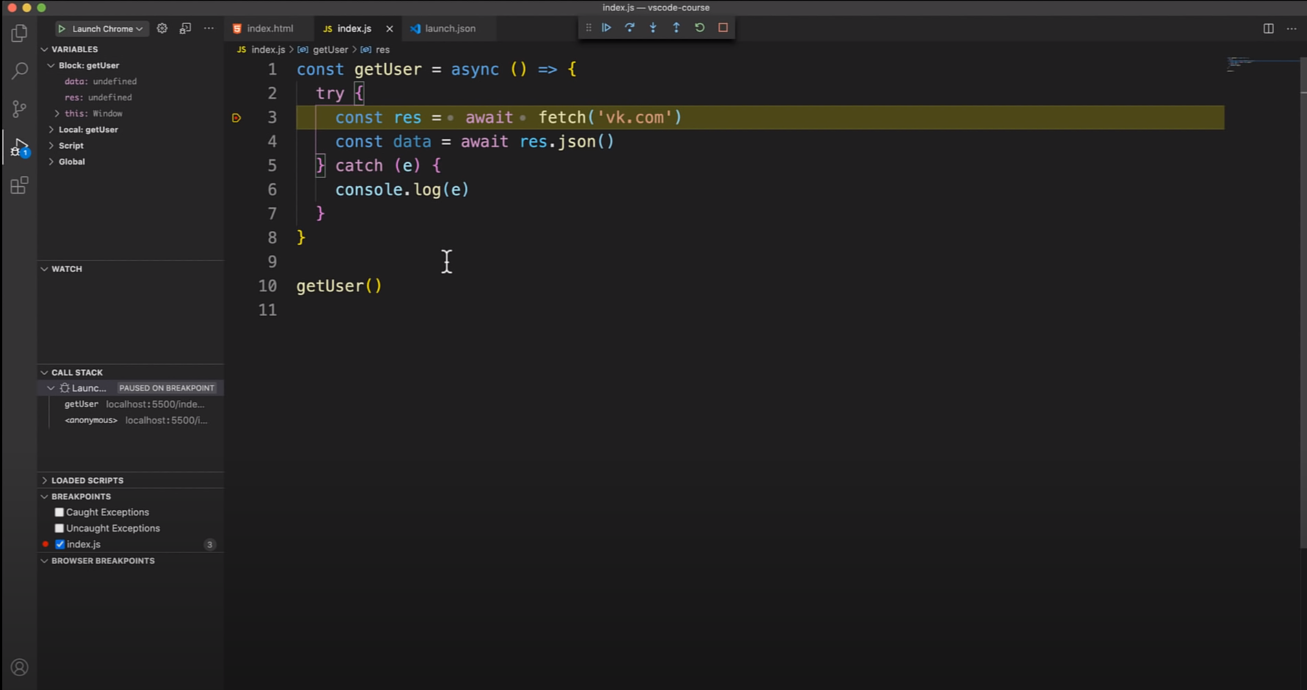 index.js — vscode-course
Launch Chrome
index.html
JS index.js
launch.json
JS index.js > getUser > res
VARIABLES
Block: getUser
data: undefined
res: undefined
this: Window
Local: getUser
Script
Global
WATCH
CALL STACK
Launc... PAUSED ON BREAKPOINT
getUser localhost:5500/inde...
<anonymous> localhost:5500/i...
LOADED SCRIPTS
BREAKPOINTS
Caught Exceptions
Uncaught Exceptions
index.js 3
BROWSER BREAKPOINTS
1
1 const getUser = async () => {
2 try {
3 const res = await fetch('vk.com')
4 const data = await res.json()
5 } catch (e) {
6 console.log(e)
7 }
8 }
9
10 getUser()
11